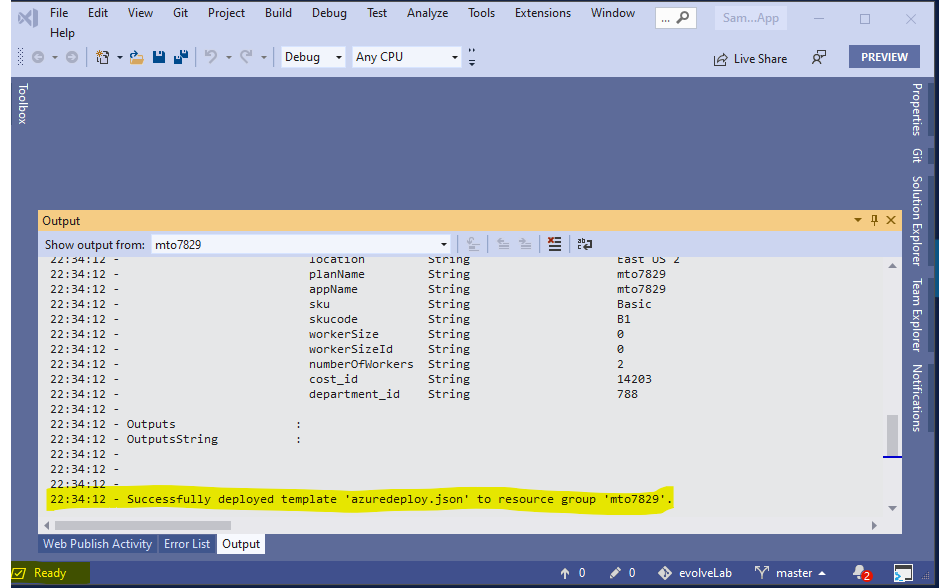 File Edit View Git Project Build Debug Test Analyze Tools Extensions Window ... Sam...App
Help
Debug Any CPU Live Share PREVIEW
Toolbox
Properties
Git
Solution Explorer
Team Explorer
Notifications
Output
Show output from: mto7829
22:34:12 - location String East US 2
22:34:12 - planName String mto7829
22:34:12 - appName String mto7829
22:34:12 - sku String Basic
22:34:12 - skucode String B1
22:34:12 - workerSize String 0
22:34:12 - workerSizeId String 0
22:34:12 - numberOfWorkers String 2
22:34:12 - cost_id String 14203
22:34:12 - department_id String 788
22:34:12 -
22:34:12 - Outputs :
22:34:12 - OutputsString :
22:34:12 -
22:34:12 -
22:34:12 -
22:34:12 - Successfully deployed template 'azuredeploy.json' to resource group 'mto7829'.
Web Publish Activity Error List Output
Ready 0 0 evolveLab master 2